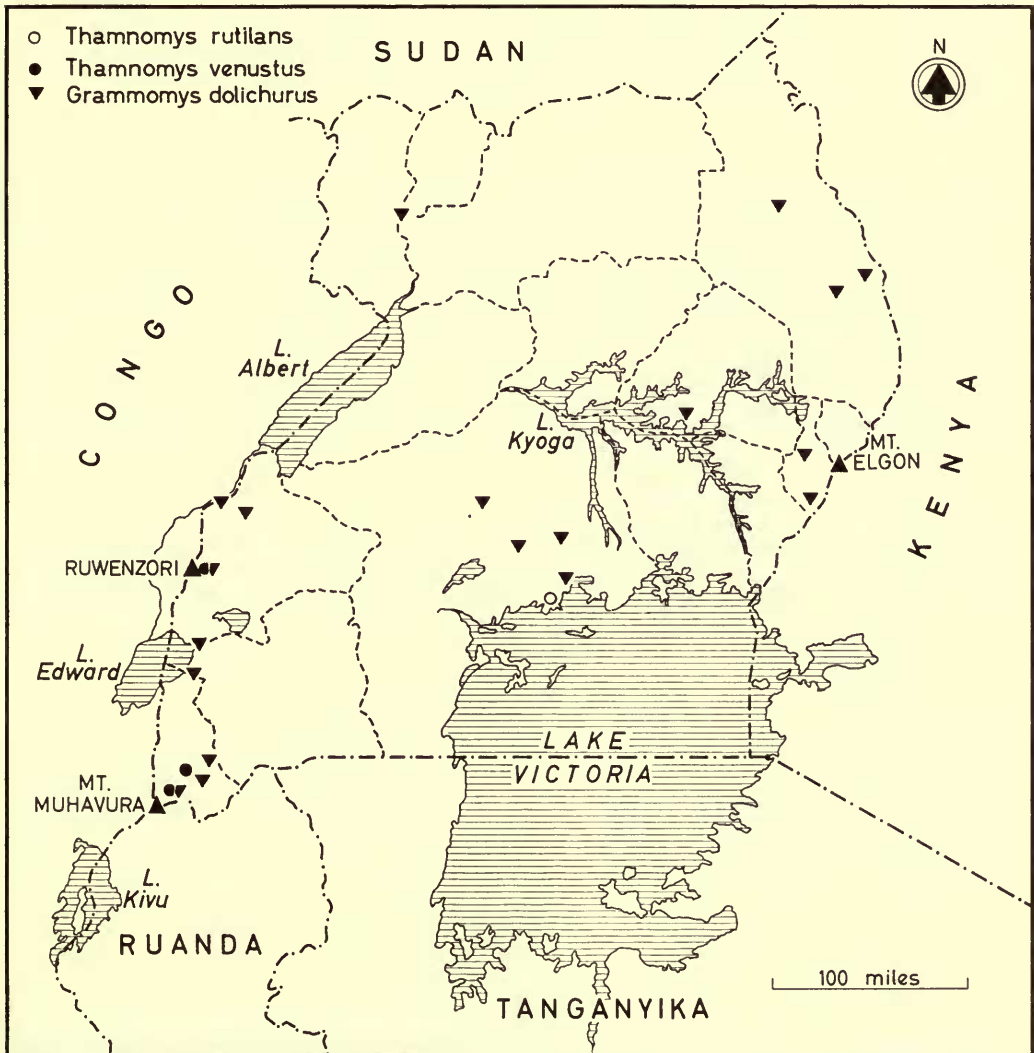 Thamnomys rutilans
Thamnomys venustus
Grammomys dolichurus
SUDAN
N
CONGO
L.
Albert
L.
Kyoga
MT.
ELGON
KENYA
RUWENZORI
L.
Edward
LAKE
VICTORIA
MT.
MUHAVURA
L.
Kivu
RUANDA
100 miles
TANGANYIKA